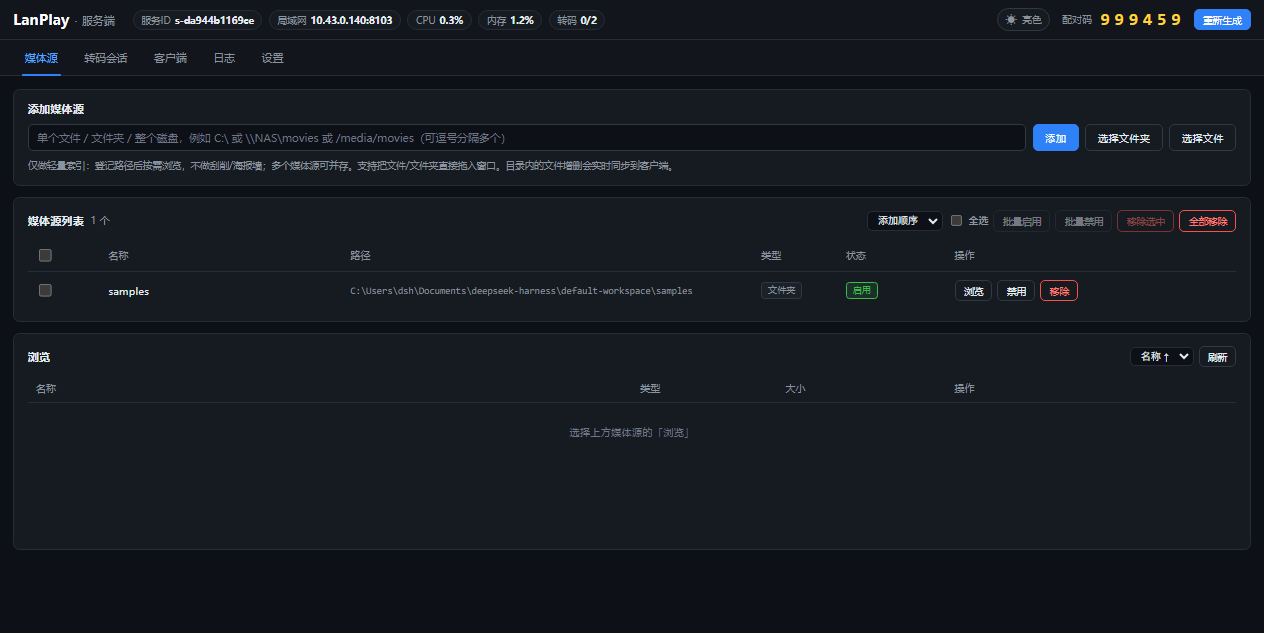 LanPlay - 服务端 服务ID s-da944b1169ce 局域网 10.43.0.140:8103 CPU 0.3% 内存 1.2% 转码 0/2 亮色 配对码 999459 重新生成
媒体源 转码会话 客户端 日志 设置
添加媒体源
单个文件 / 文件夹 / 整个磁盘，例如 C:\ 或 \\NAS\movies 或 /media/movies（可逗号分隔多个） 添加 选择文件夹 选择文件
仅做轻量索引：登记路径后按需浏览，不做刮削/海报墙；多个媒体源可并存。支持把文件/文件夹直接拖入窗口。目录内的文件增删会实时同步到客户端。
媒体源列表 1 个 添加顺序 全选 批量启用 批量禁用 移除选中 全部移除
名称 路径 类型 状态 操作
samples C:\Users\dsh\Documents\deepseek-harness\default-workspace\samples 文件夹 启用 浏览 禁用 移除
浏览 名称 ↑ 刷新
名称 类型 大小 操作
选择上方媒体源的「浏览」